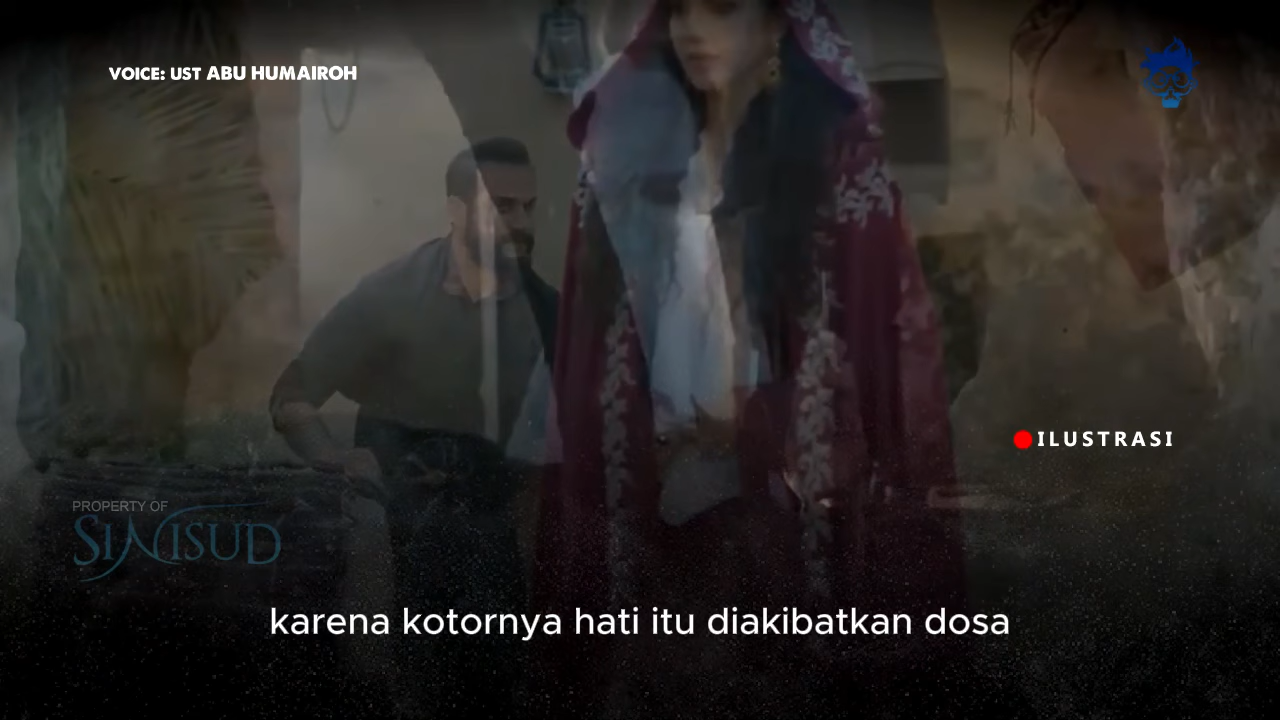 VOICE: UST ABU HUMAIROH
ILUSTRASI
PROPERTY OF
SINISUD
karena kotornya hati itu diakibatkan dosa